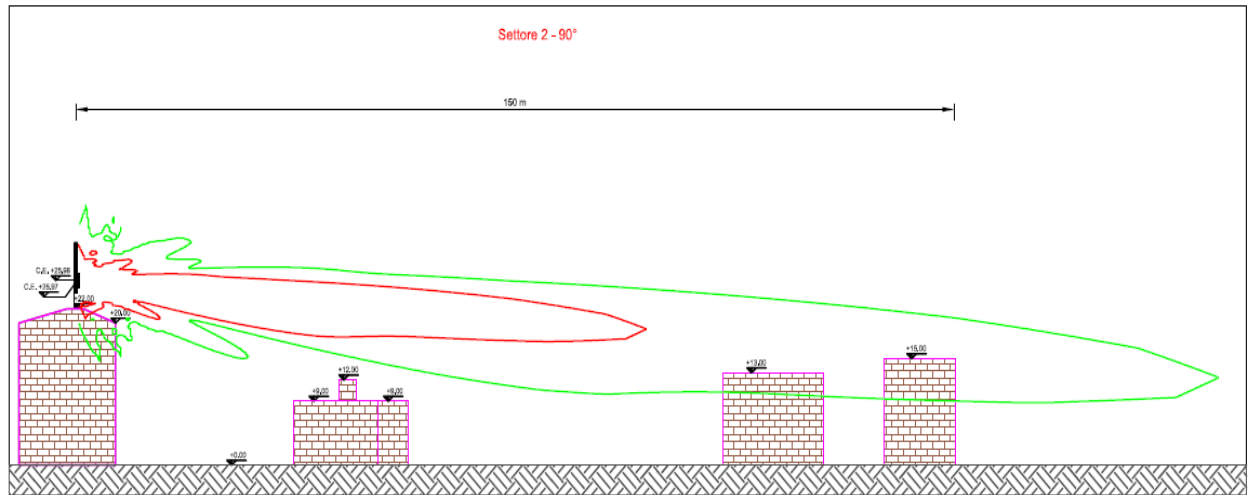 Settore 2 - 90°
150 m
C.E. +25,98
C.E. +25,97
+22,00
+20,00
+12,00
+9,00
+9,00
+13,00
+15,00
+0,00